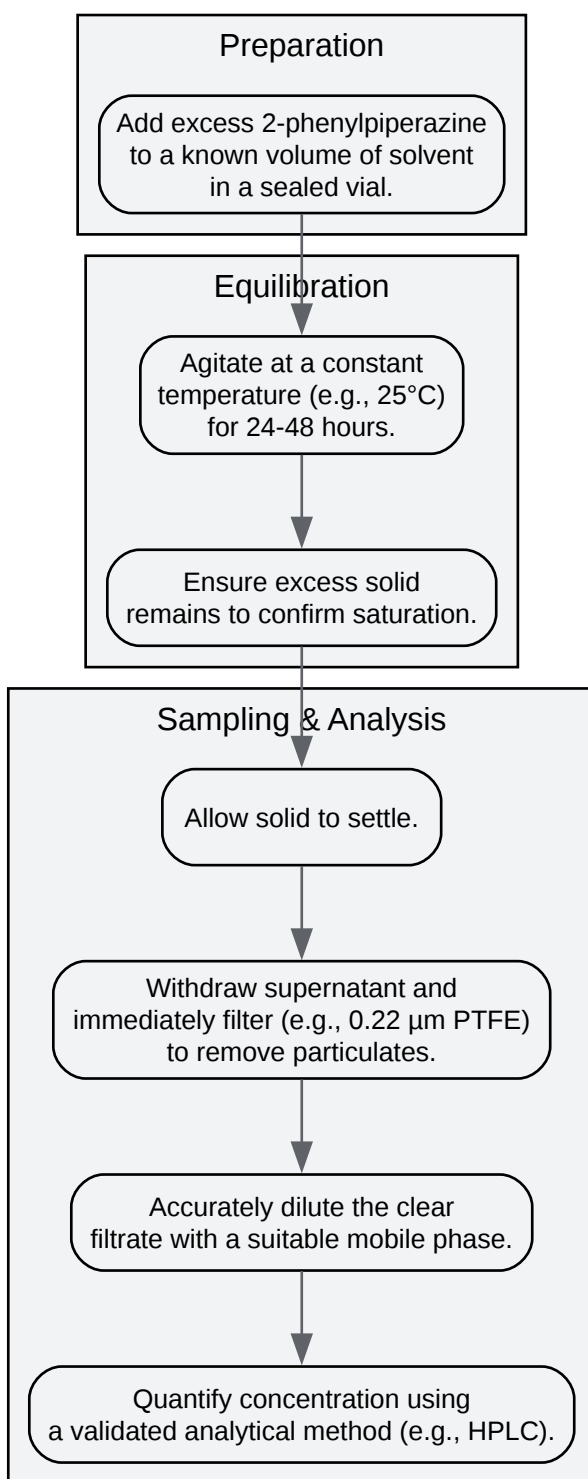 Preparation
Add excess 2-phenylpiperazine
to a known volume of solvent
in a sealed vial.
Equilibration
Agitate at a constant
temperature (e.g., 25°C)
for 24-48 hours.
Ensure excess solid
remains to confirm saturation.
Sampling & Analysis
Allow solid to settle.
Withdraw supernatant and
immediately filter (e.g., 0.22 µm PTFE)
to remove particulates.
Accurately dilute the clear
filtrate with a suitable mobile phase.
Quantify concentration using
a validated analytical method (e.g., HPLC).